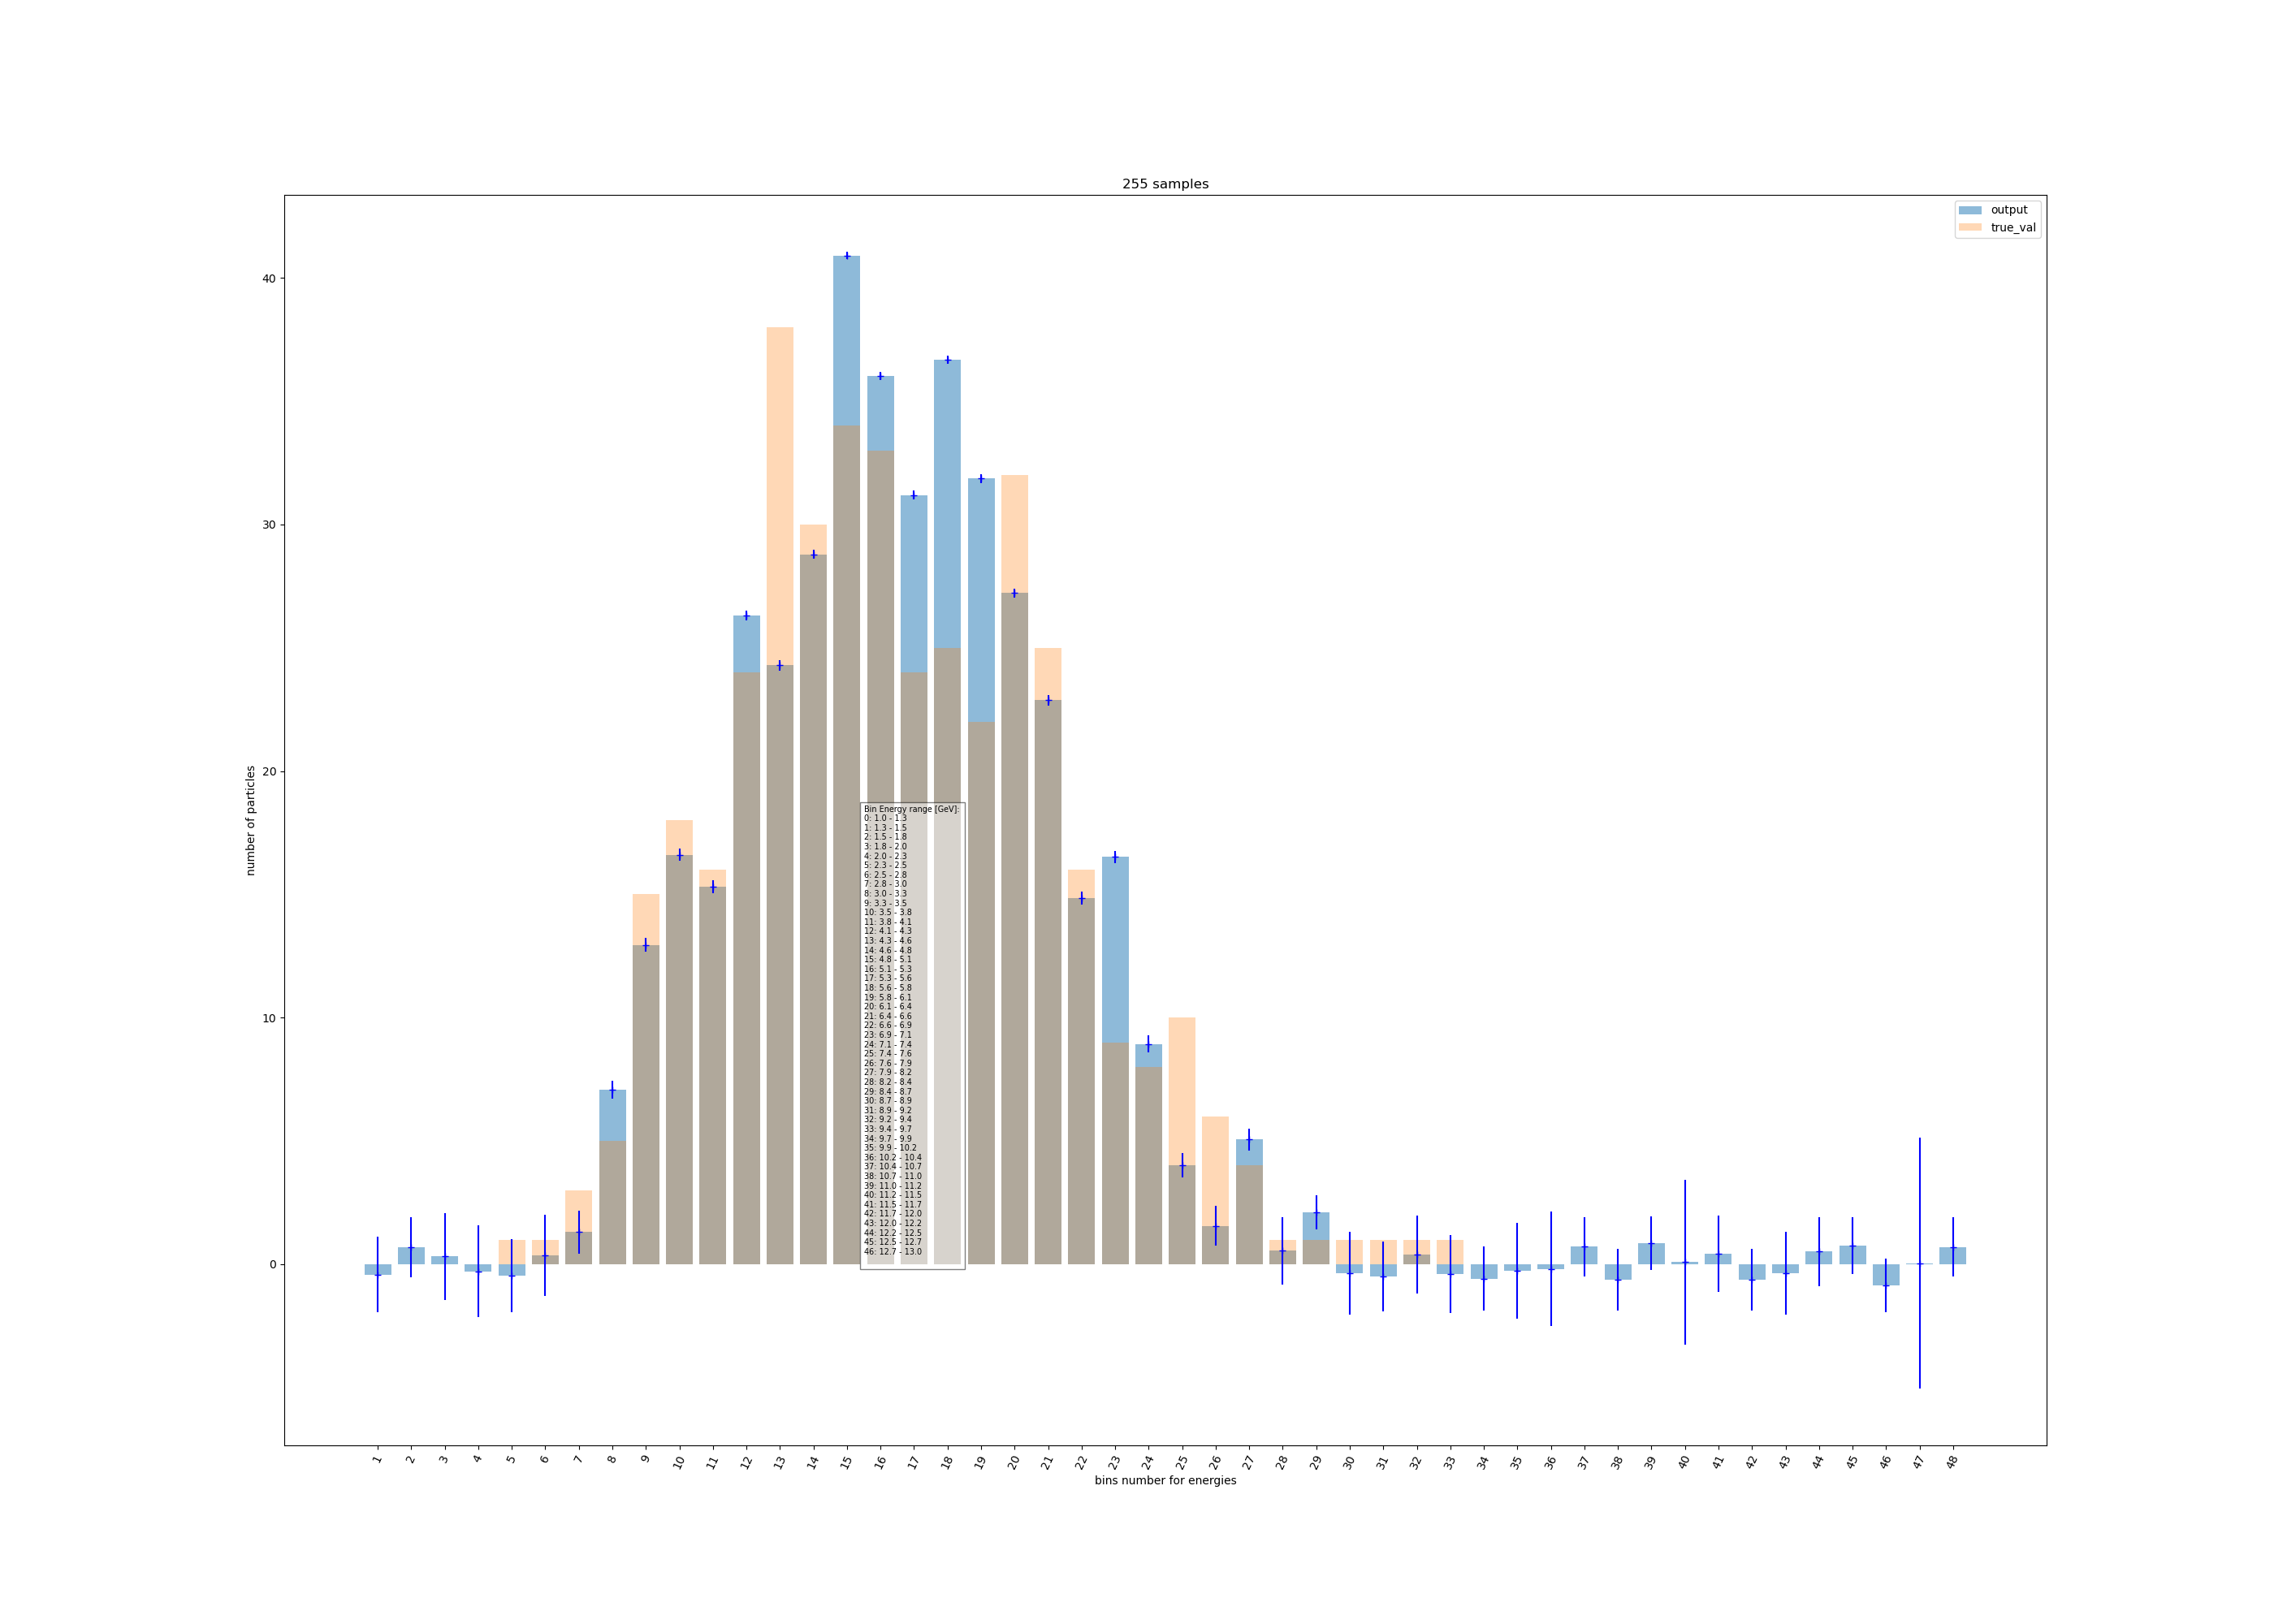 255 samples
output
true_val
40
30
20
10
0
number of particles
Bin Energy range [GeV]:
0: 1.0 - 1.3
1: 1.3 - 1.5
2: 1.5 - 1.8
3: 1.8 - 2.0
4: 2.0 - 2.3
5: 2.3 - 2.5
6: 2.5 - 2.8
7: 2.8 - 3.0
8: 3.0 - 3.3
9: 3.3 - 3.5
10: 3.5 - 3.8
11: 3.8 - 4.1
12: 4.1 - 4.3
13: 4.3 - 4.6
14: 4.6 - 4.8
15: 4.8 - 5.1
16: 5.1 - 5.3
17: 5.3 - 5.6
18: 5.6 - 5.8
19: 5.8 - 6.1
20: 6.1 - 6.4
21: 6.4 - 6.6
22: 6.6 - 6.9
23: 6.9 - 7.1
24: 7.1 - 7.4
25: 7.4 - 7.6
26: 7.6 - 7.9
27: 7.9 - 8.2
28: 8.2 - 8.4
29: 8.4 - 8.7
30: 8.7 - 8.9
31: 8.9 - 9.2
32: 9.2 - 9.4
33: 9.4 - 9.7
34: 9.7 - 9.9
35: 9.9 - 10.2
36: 10.2 - 10.4
37: 10.4 - 10.7
38: 10.7 - 11.0
39: 11.0 - 11.2
40: 11.2 - 11.5
41: 11.5 - 11.7
42: 11.7 - 12.0
43: 12.0 - 12.2
44: 12.2 - 12.5
45: 12.5 - 12.7
46: 12.7 - 13.0
1 2 3 4 5 6 7 8 9 10 11 12 13 14 15 16 17 18 19 20 21 22 23 24 25 26 27 28 29 30 31 32 33 34 35 36 37 38 39 40 41 42 43 44 45 46 47 48
bins number for energies